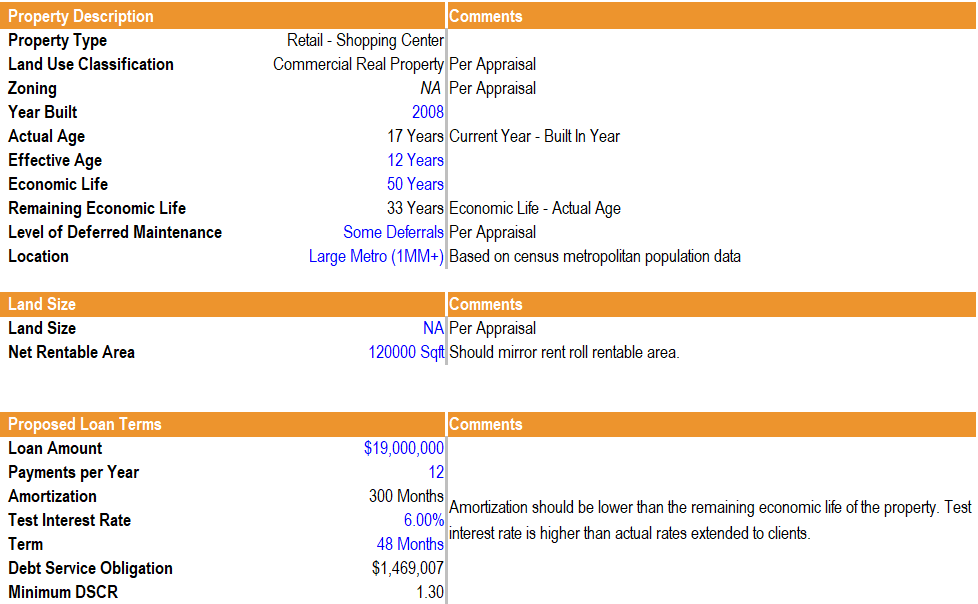 Property Description Comments
Property Type Retail - Shopping Center
Land Use Classification Commercial Real Property Per Appraisal
Zoning NA Per Appraisal
Year Built 2008
Actual Age 17 Years Current Year - Built In Year
Effective Age 12 Years
Economic Life 50 Years
Remaining Economic Life 33 Years Economic Life - Actual Age
Level of Deferred Maintenance Some Deferrals Per Appraisal
Location Large Metro (1MM+) Based on census metropolitan population data
Land Size Comments
Land Size NA Per Appraisal
Net Rentable Area 120000 Sqft Should mirror rent roll rentable area.
Proposed Loan Terms Comments
Loan Amount $19,000,000
Payments per Year 12
Amortization 300 Months
Amortization should be lower than the remaining economic life of the property. Test
Test Interest Rate 6.00%
interest rate is higher than actual rates extended to clients.
Term 48 Months
Debt Service Obligation $1,469,007
Minimum DSCR 1.30